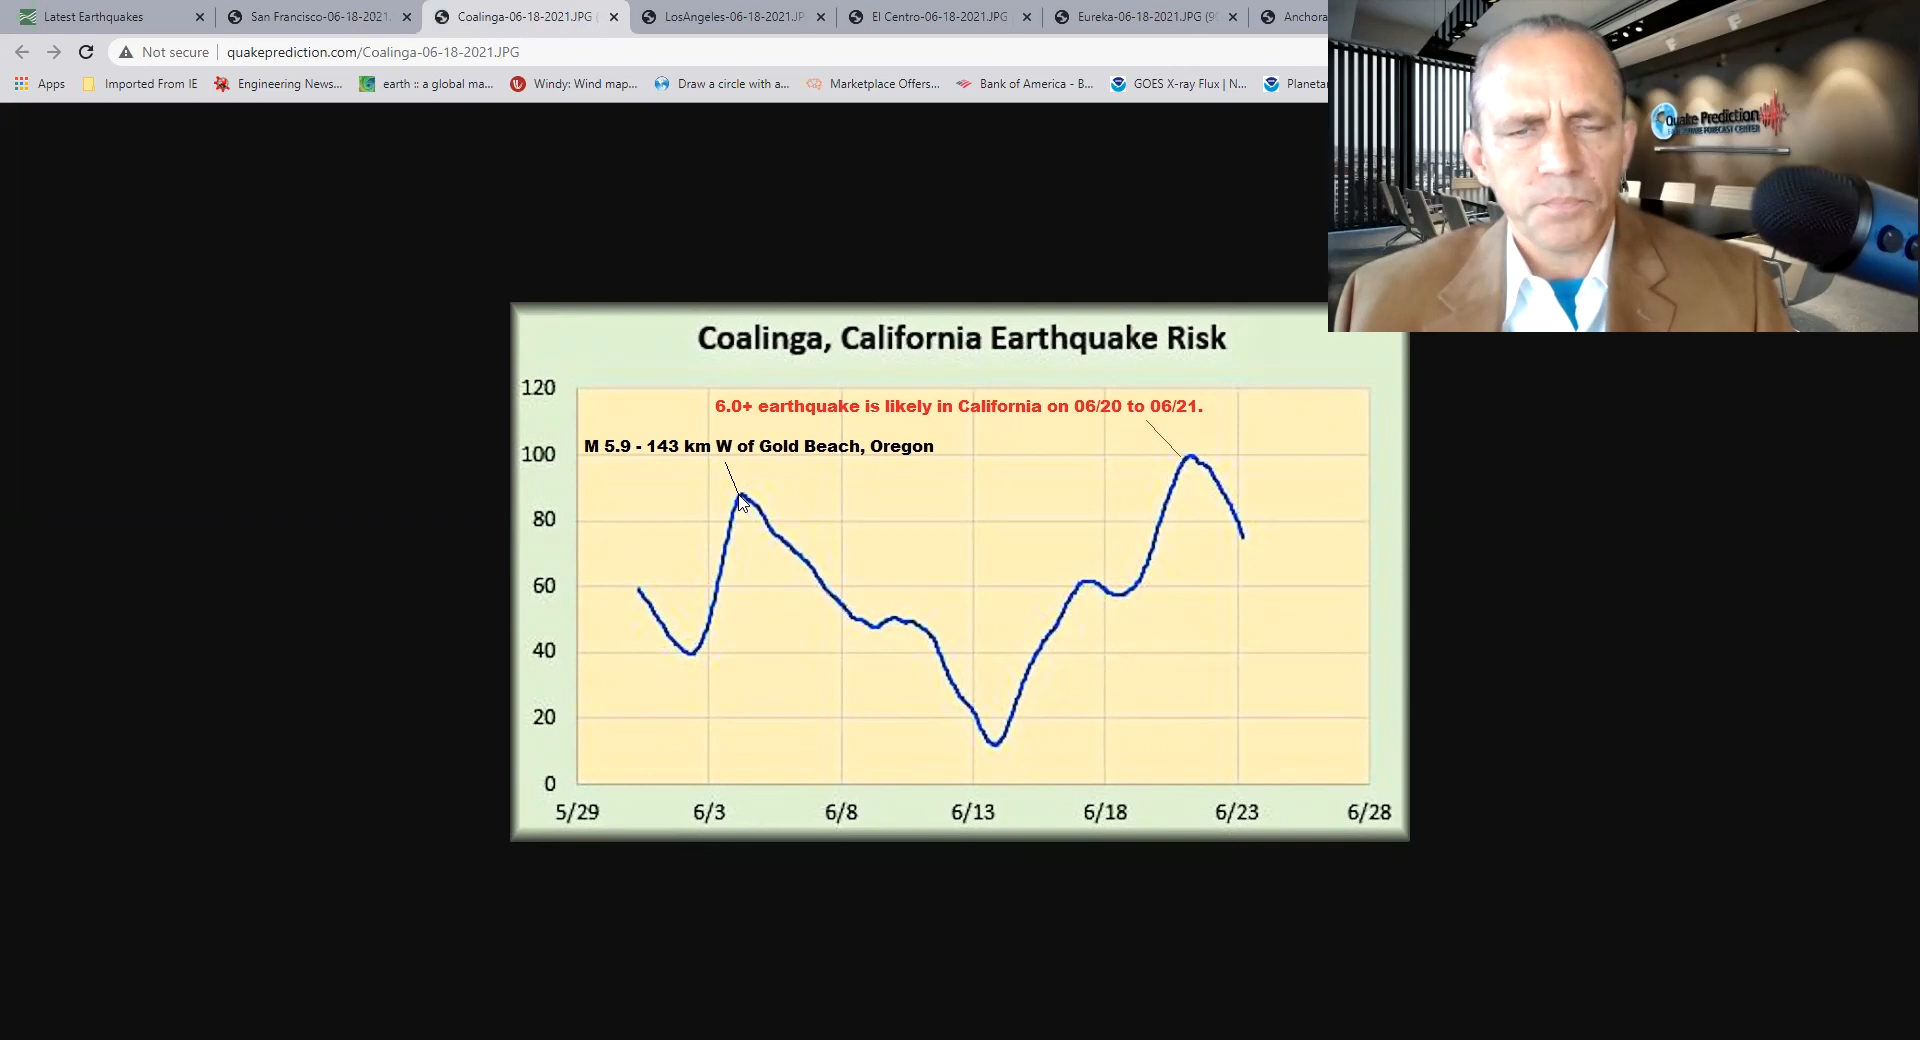 Latest Earthquakes
San Francisco-06-18-2021.
Coalinga-06-18-2021.JPG (
LosAngeles-06-18-2021.JP
El Centro-06-18-2021.JPG
Eureka-06-18-2021.JPG (90
Anchora
Not secure
quakeprediction.com/Coalinga-06-18-2021.JPG
Apps
Imported From IE
Engineering News...
earth :: a global ma...
Windy: Wind map...
Draw a circle with a...
Marketplace Offers...
Bank of America - B...
GOES X-ray Flux | N...
Planetar
Quake Prediction
Coalinga, California Earthquake Risk
120
6.0+ earthquake is likely in California on 06/20 to 06/21.
M 5.9 - 143 km W of Gold Beach, Oregon
100
80
60
40
20
0
5/29
6/3
6/8
6/13
6/18
6/23
6/28